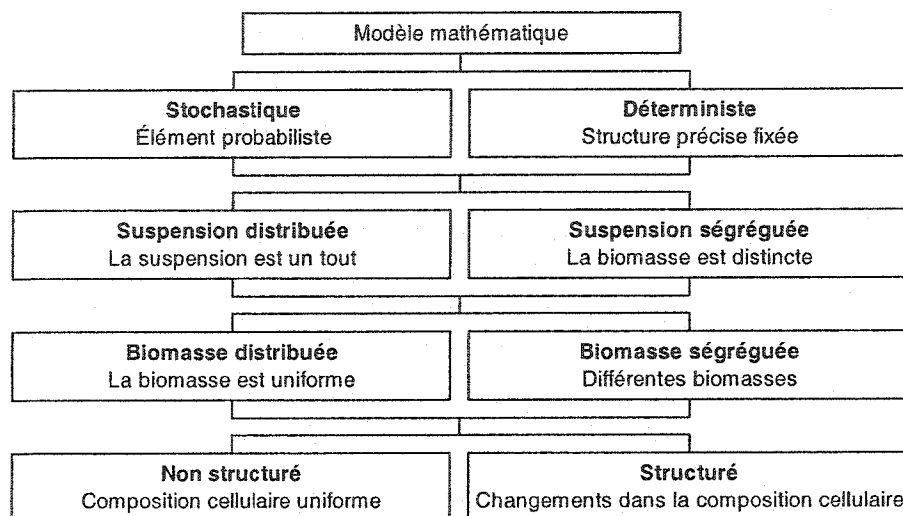 Modèle mathématique
Stochastique
Élément probabiliste
Déterministe
Structure précise fixée
Suspension distribuée
La suspension est un tout
Suspension ségréguée
La biomasse est distincte
Biomasse distribuée
La biomasse est uniforme
Biomasse ségréguée
Différentes biomasses
Non structuré
Composition cellulaire uniforme
Structuré
Changements dans la composition cellulaire